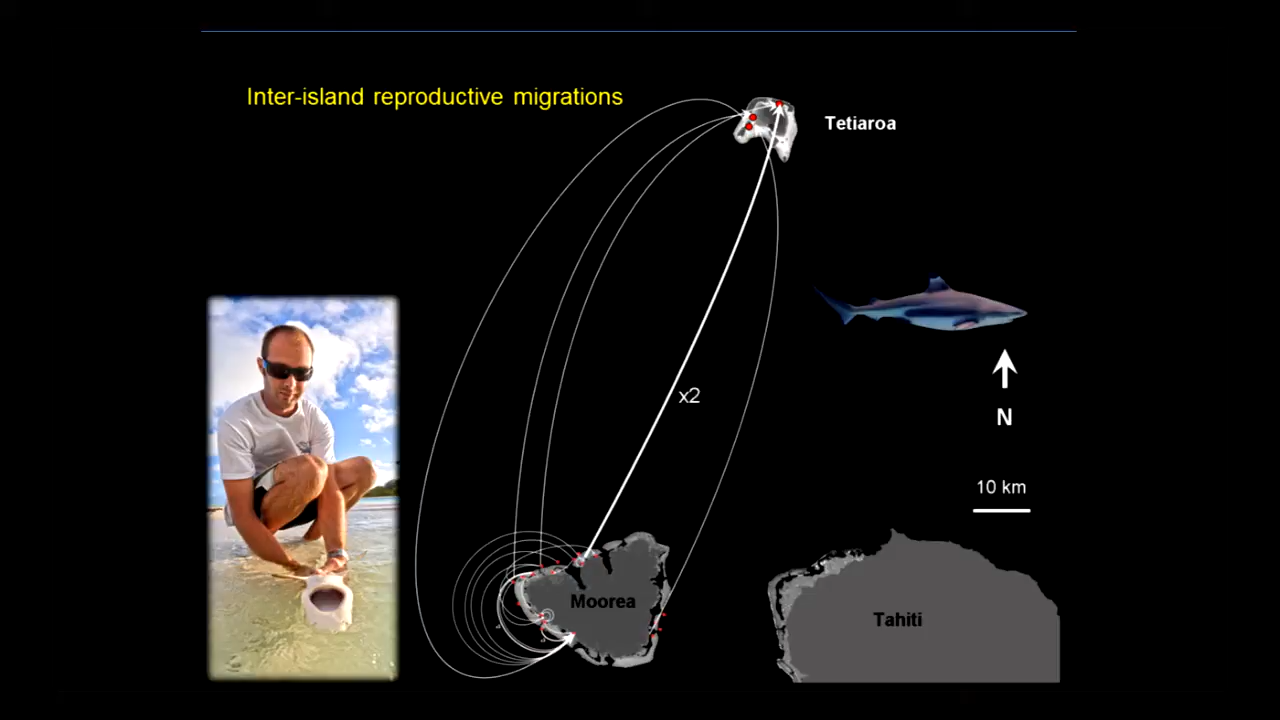 Inter-island reproductive migrations
Tetiaroa
x2
N
10 km
Moorea
Tahiti